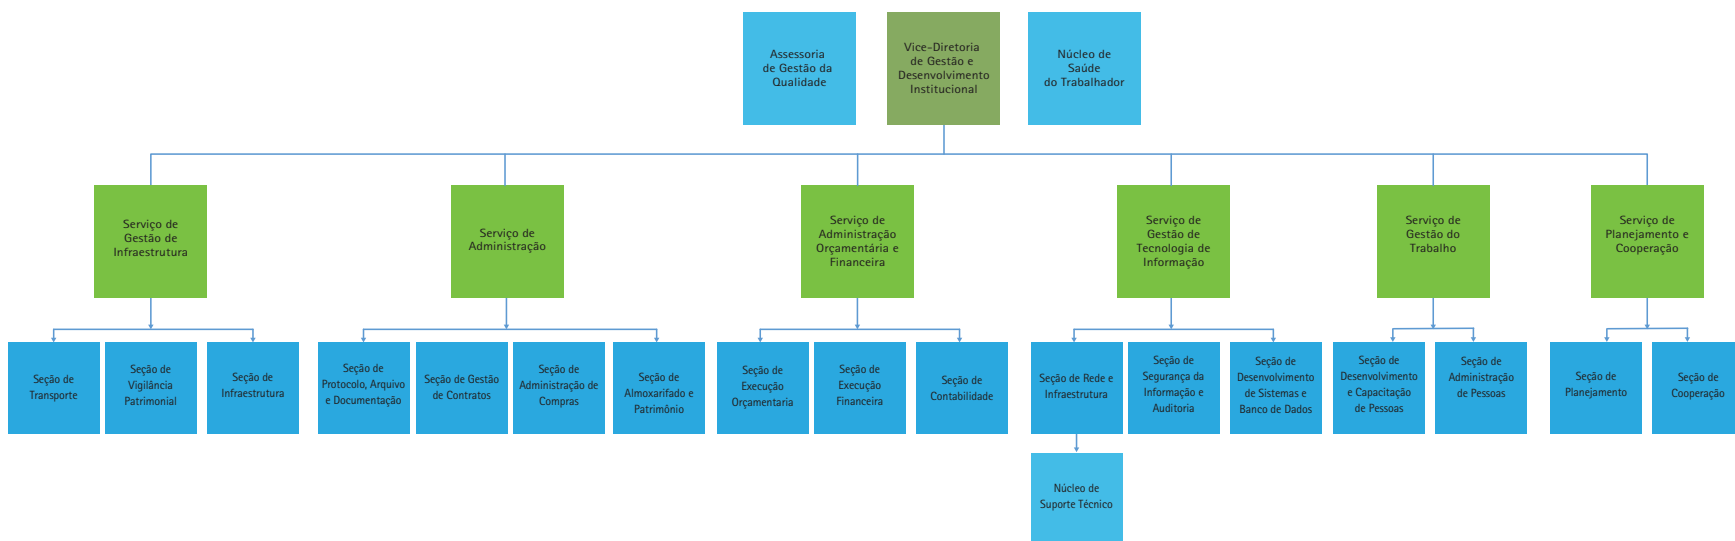 Assessoria
de Gestão da
Qualidade
Vice-Diretoria
de Gestão e
Desenvolvimento
Institucional
Núcleo de
Saúde
do Trabalhador
Serviço de
Gestão de
Infraestrutura
Serviço de
Administração
Serviço de
Administração
Orçamentária e
Financeira
Serviço de
Gestão de
Tecnologia de
Informação
Serviço de
Gestão do
Trabalho
Serviço de
Planejamento e
Cooperação
Seção de
Transporte
Seção de
Vigilância
Patrimonial
Seção de
Infraestrutura
Seção de
Protocolo, Arquivo
e Documentação
Seção de Gestão
de Contratos
Seção de
Administração de
Compras
Seção de
Almoxarifado e
Patrimônio
Seção de
Execução
Orçamentaria
Seção de
Execução
Financeira
Seção de
Contabilidade
Seção de Rede e
Infraestrutura
Seção de
Segurança da
Informação e
Auditoria
Seção de
Desenvolvimento
de Sistemas e
Banco de Dados
Seção de
Desenvolvimento
e Capacitação
de Pessoas
Seção de
Administração
de Pessoas
Seção de
Planejamento
Seção de
Cooperação
Núcleo de
Suporte Técnico